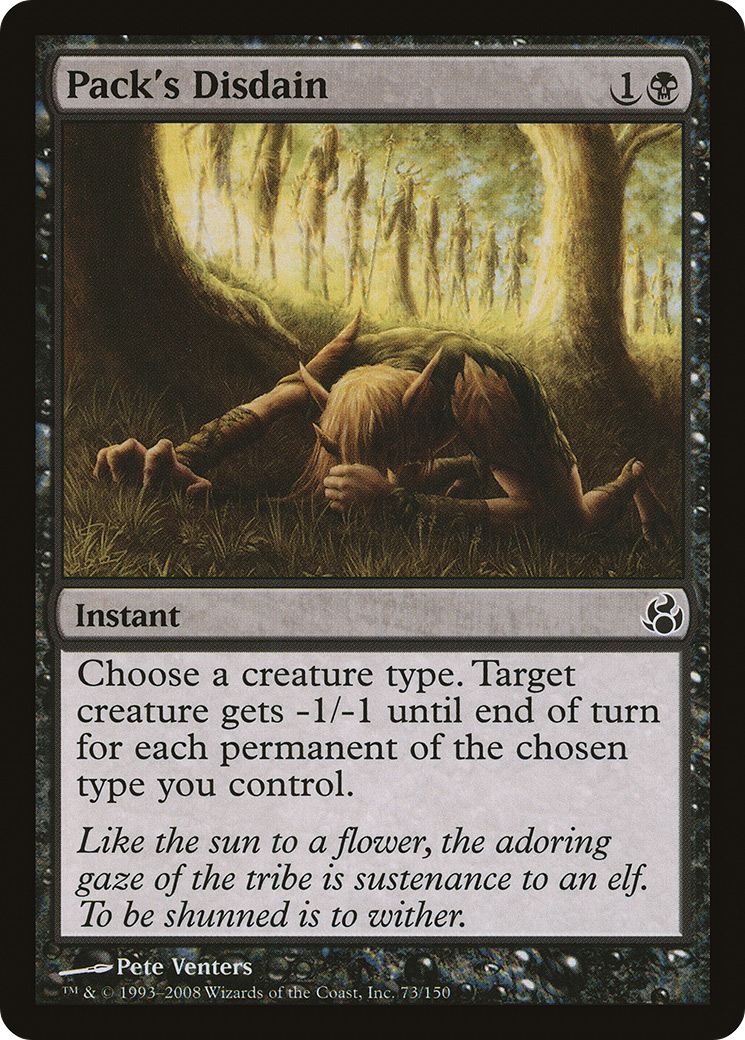 Pack's Disdain 1
Instant
Choose a creature type. Target
creature gets -1/-1 until end of turn
for each permanent of the chosen
type you control.
Like the sun to a flower, the adoring
gaze of the tribe is sustenance to an elf.
To be shunned is to wither.
Pete Venters
™ & © 1993–2008 Wizards of the Coast, Inc. 73/150